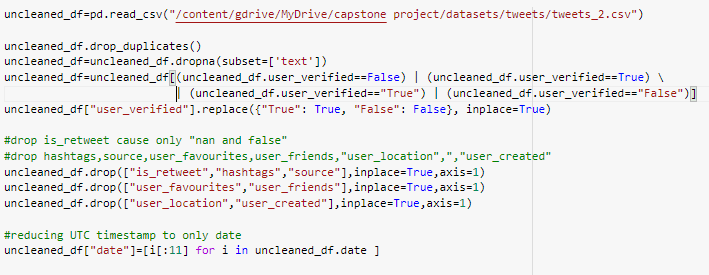 uncleaned_df=pd.read_csv("/content/gdrive/MyDrive/capstone project/datasets/tweets/tweets_2.csv")
uncleaned_df.drop_duplicates()
uncleaned_df=uncleaned_df.dropna(subset=['text'])
uncleaned_df=uncleaned_df[(uncleaned_df.user_verified==False) | (uncleaned_df.user_verified==True) \
| (uncleaned_df.user_verified=="True") | (uncleaned_df.user_verified=="False")]
uncleaned_df["user_verified"].replace({"True": True, "False": False}, inplace=True)
#drop is_retweet cause only "nan and false"
#drop hashtags,source,user_favourites,user_friends,"user_location",","user_created"
uncleaned_df.drop(["is_retweet","hashtags","source"],inplace=True,axis=1)
uncleaned_df.drop(["user_favourites","user_friends"],inplace=True,axis=1)
uncleaned_df.drop(["user_location","user_created"],inplace=True,axis=1)
#reducing UTC timestamp to only date
uncleaned_df["date"]=[i[:11] for i in uncleaned_df.date ]